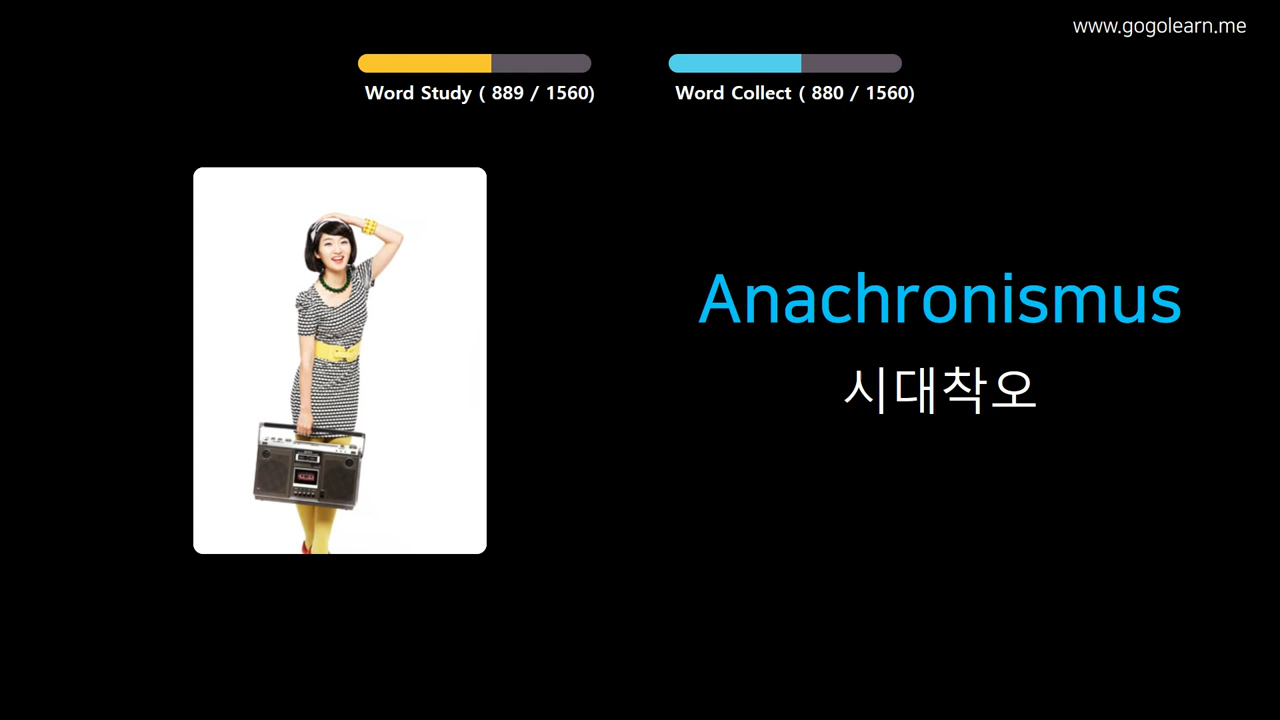 www.gogolearn.me
Word Study ( 889 / 1560)
Word Collect ( 880 / 1560)
Anachronismus
시대착오